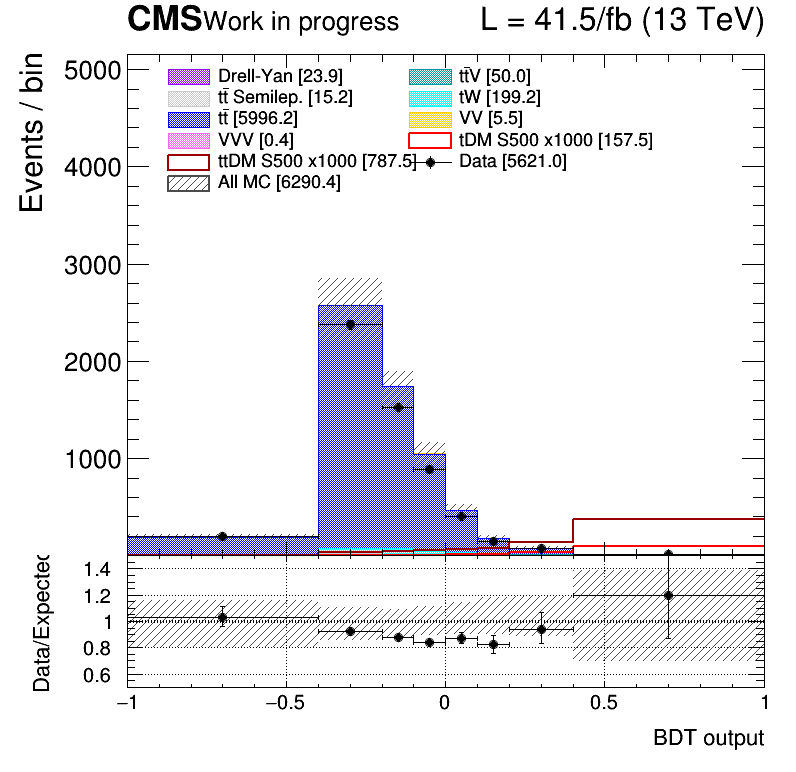 CMS Work in progress L = 41.5/fb (13 TeV)
Events / bin
5000
4000
3000
2000
1000
Drell-Yan [23.9]
tt̄V [50.0]
tt̄ Semilep. [15.2]
tW [199.2]
tt̄ [5996.2]
VV [5.5]
VVV [0.4]
tDM S500 x1000 [157.5]
ttDM S500 x1000 [787.5]
Data [5621.0]
All MC [6290.4]
Data/Expected
1.4
1.2
1
0.8
0.6
−1 −0.5 0 0.5 1
BDT output